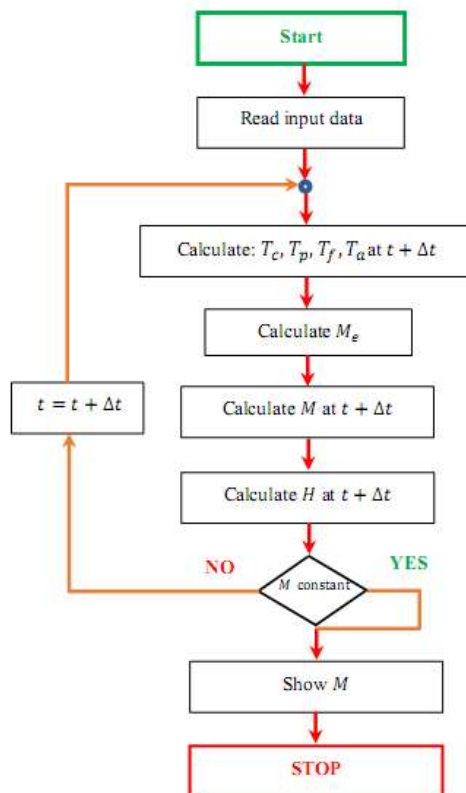 Start
Read input data
Calculate: T_c, T_p, T_f, T_a at t + Δt
Calculate M_e
t = t + Δt
Calculate M at t + Δt
Calculate H at t + Δt
NO
YES
M constant
Show M
STOP